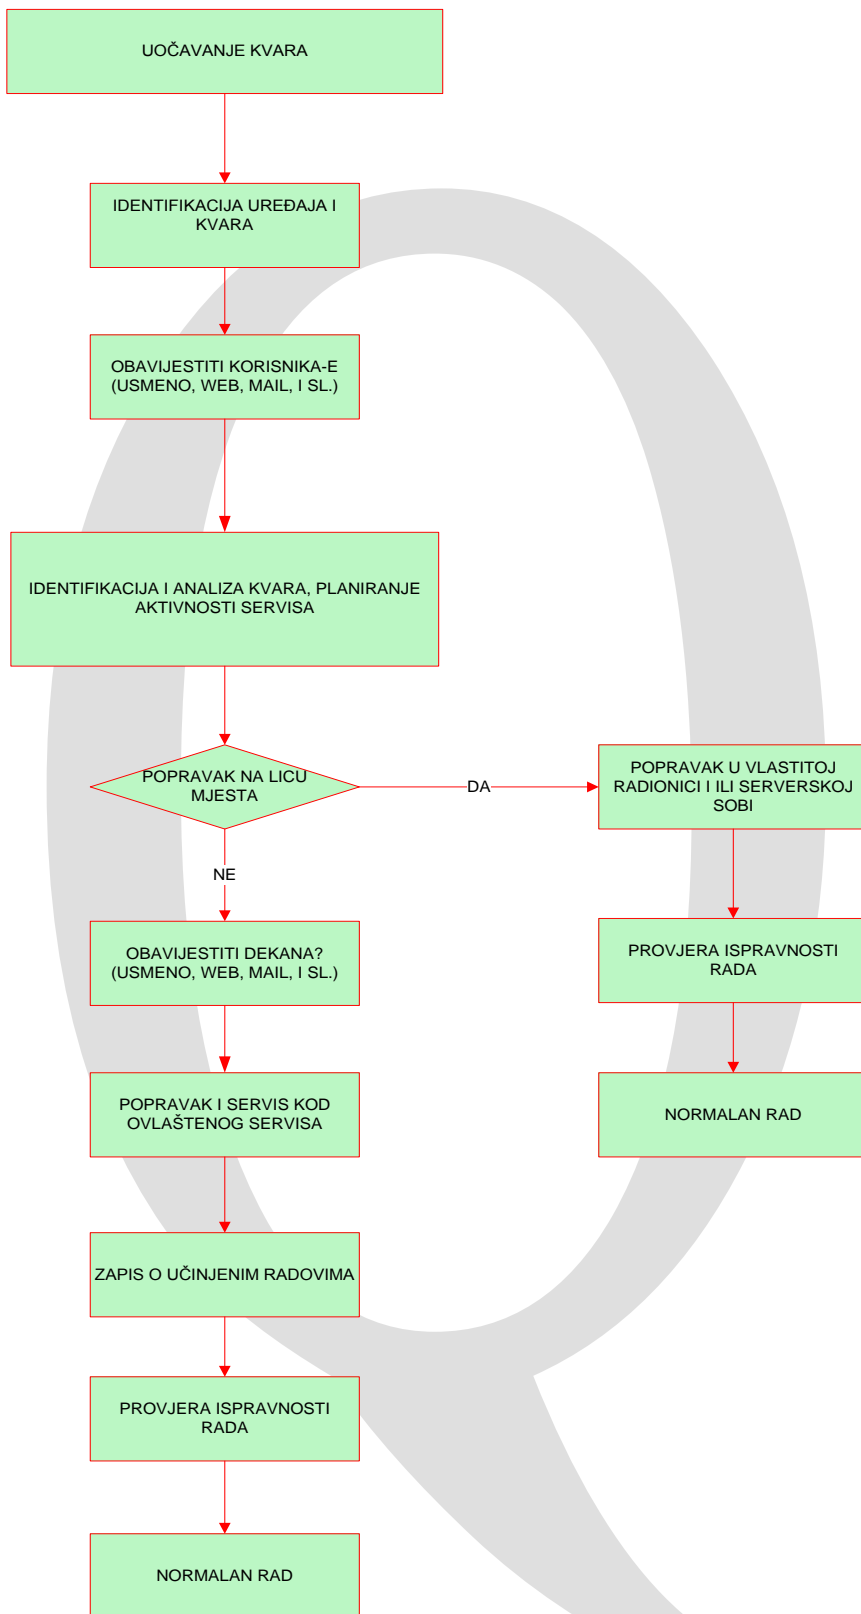 UOČAVANJE KVARA
IDENTIFIKACIJA UREĐAJA I
KVARA
OBAVIJESTITI KORISNIKA-E
(USMENO, WEB, MAIL, I SL.)
IDENTIFIKACIJA I ANALIZA KVARA, PLANIRANJE
AKTIVNOSTI SERVISA
POPRAVAK NA LICU
MJESTA
DA
POPRAVAK U VLASTITOJ
RADIONICI I ILI SERVERSKOJ
SOBI
NE
OBAVIJESTITI DEKANA?
(USMENO, WEB, MAIL, I SL.)
PROVJERA ISPRAVNOSTI
RADA
POPRAVAK I SERVIS KOD
OVLAŠTENOG SERVISA
NORMALAN RAD
ZAPIS O UČINJENIM RADOVIMA
PROVJERA ISPRAVNOSTI
RADA
NORMALAN RAD